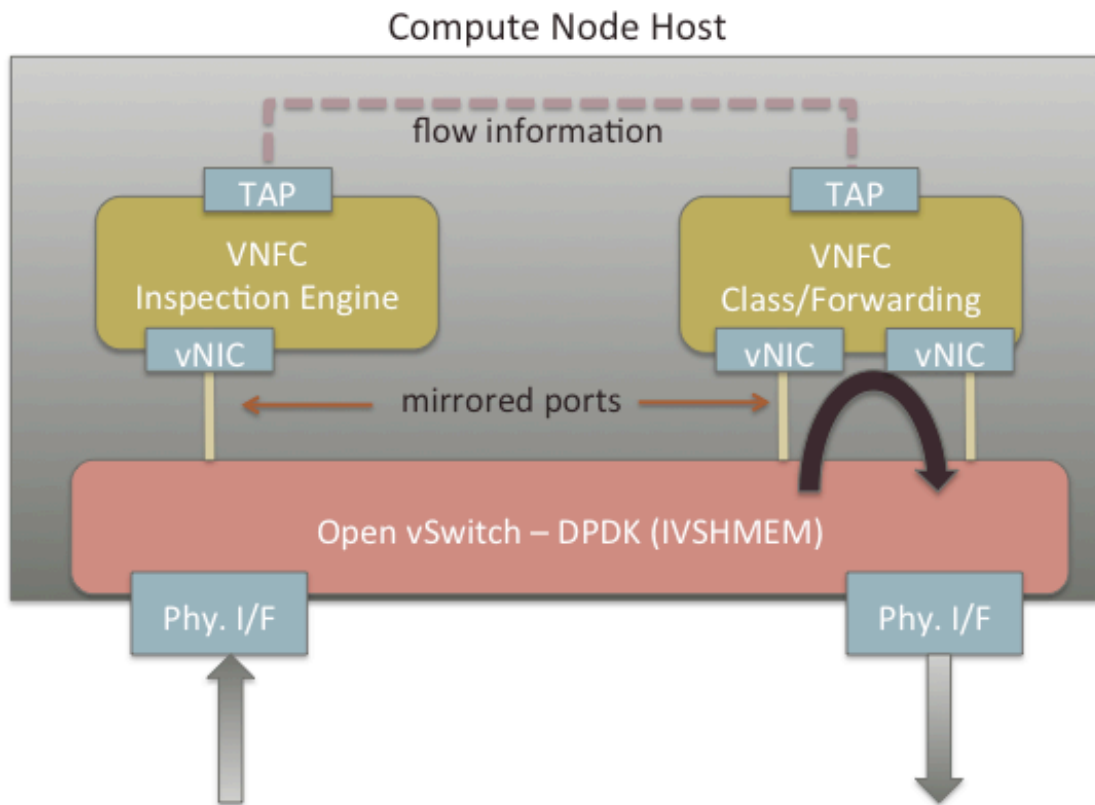 Compute Node Host
flow information
TAP
TAP
VNFC
Inspection Engine
VNFC
Class/Forwarding
vNIC
vNIC
vNIC
mirrored ports
Open vSwitch – DPDK (IVSHMEM)
Phy. I/F
Phy. I/F